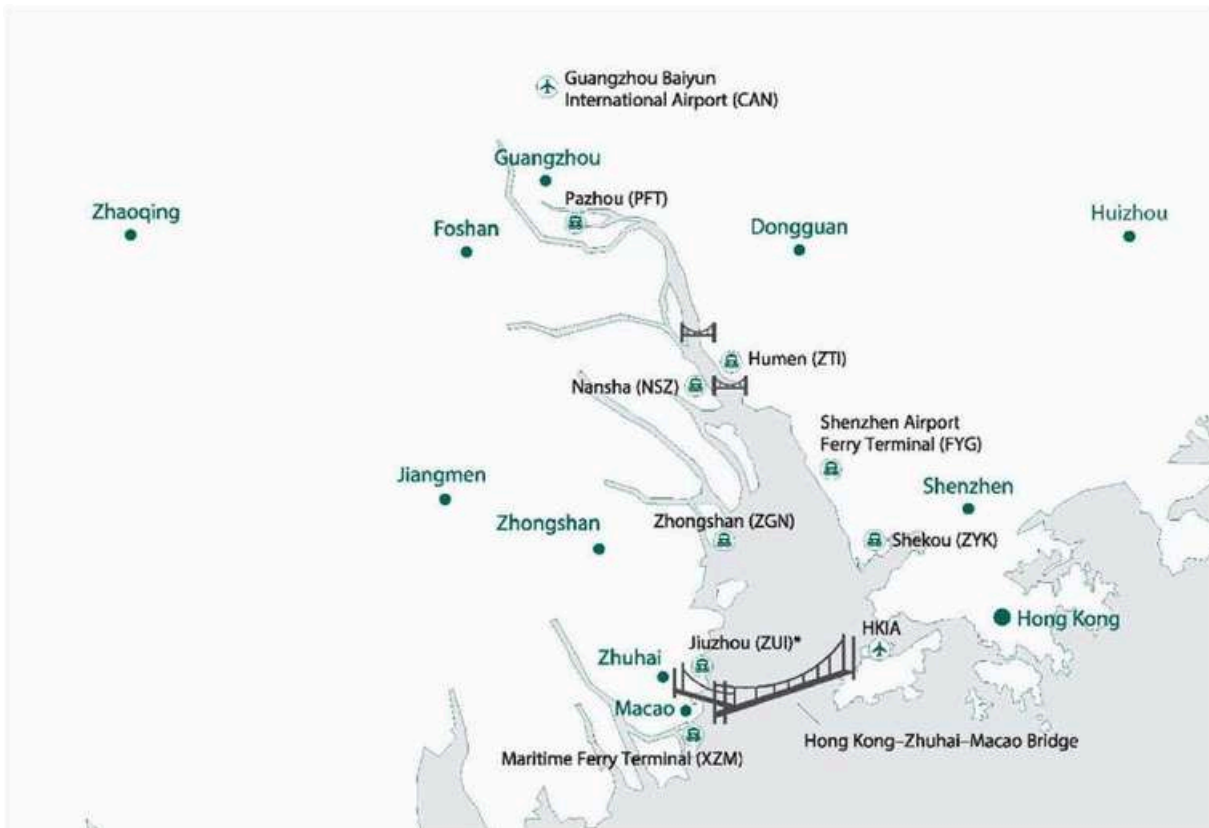 Guangzhou Baiyun
International Airport (CAN)
Guangzhou
Pazhou (PFT)
Zhaoqing
Foshan
Dongguan
Huizhou
Humen (ZTI)
Nansha (NSZ)
Shenzhen Airport
Ferry Terminal (FYG)
Jiangmen
Shenzhen
Zhongshan
Zhongshan (ZGN)
Shekou (ZYK)
Hong Kong
HKIA
Jiuzhou (ZUI)*
Zhuhai
Macao
Hong Kong–Zhuhai–Macao Bridge
Maritime Ferry Terminal (XZM)